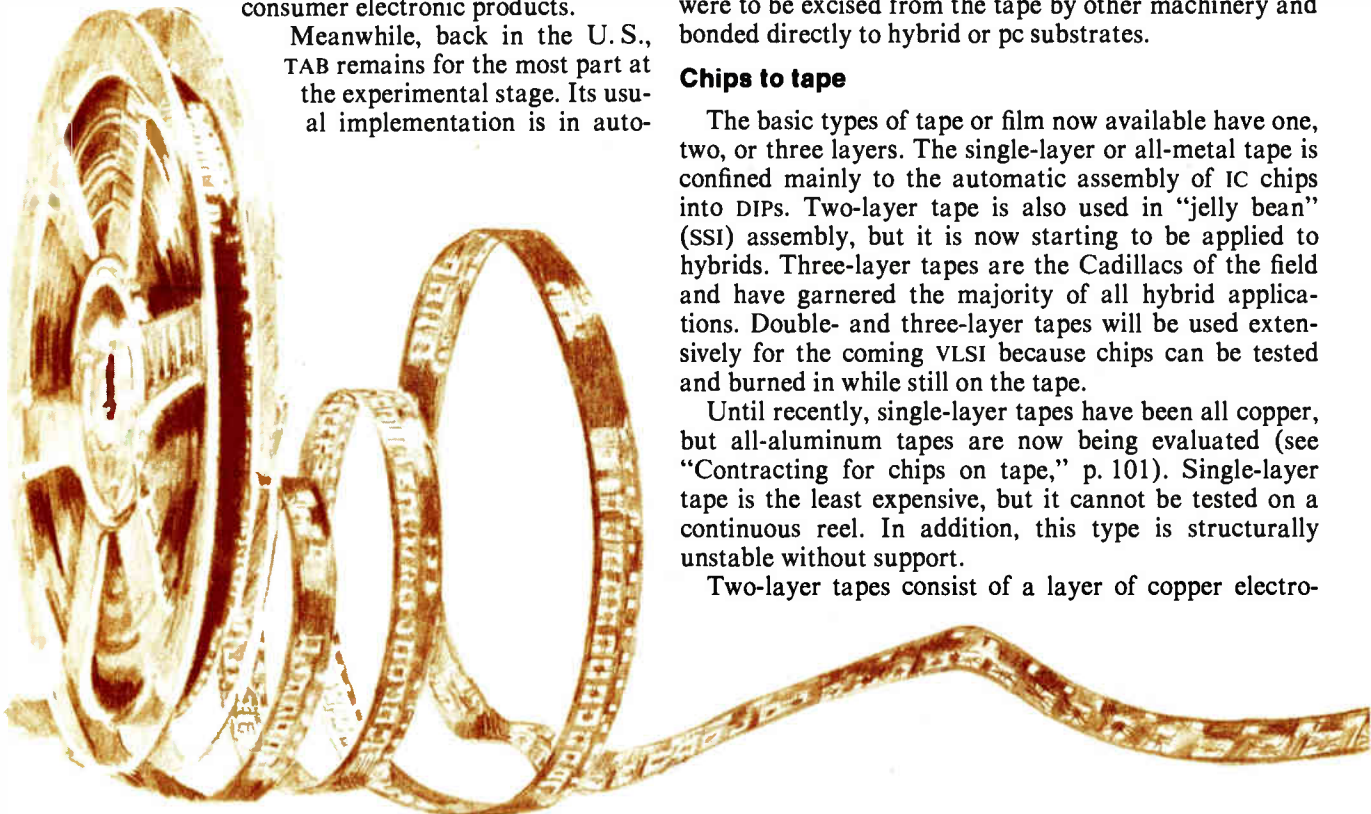 consumer electronic products.
Meanwhile, back in the U. S.,
TAB remains for the most part at
the experimental stage. Its usu-
al implementation is in auto-
were to be excised from the tape by other machinery and
bonded directly to hybrid or pc substrates.
Chips to tape
The basic types of tape or film now available have one,
two, or three layers. The single-layer or all-metal tape is
confined mainly to the automatic assembly of IC chips
into DIPs. Two-layer tape is also used in “jelly bean”
(SSI) assembly, but it is now starting to be applied to
hybrids. Three-layer tapes are the Cadillacs of the field
and have garnered the majority of all hybrid applica-
tions. Double- and three-layer tapes will be used exten-
sively for the coming VLSI because chips can be tested
and burned in while still on the tape.
Until recently, single-layer tapes have been all copper,
but all-aluminum tapes are now being evaluated (see
“Contracting for chips on tape,” p. 101). Single-layer
tape is the least expensive, but it cannot be tested on a
continuous reel. In addition, this type is structurally
unstable without support.
Two-layer tapes consist of a layer of copper electro-